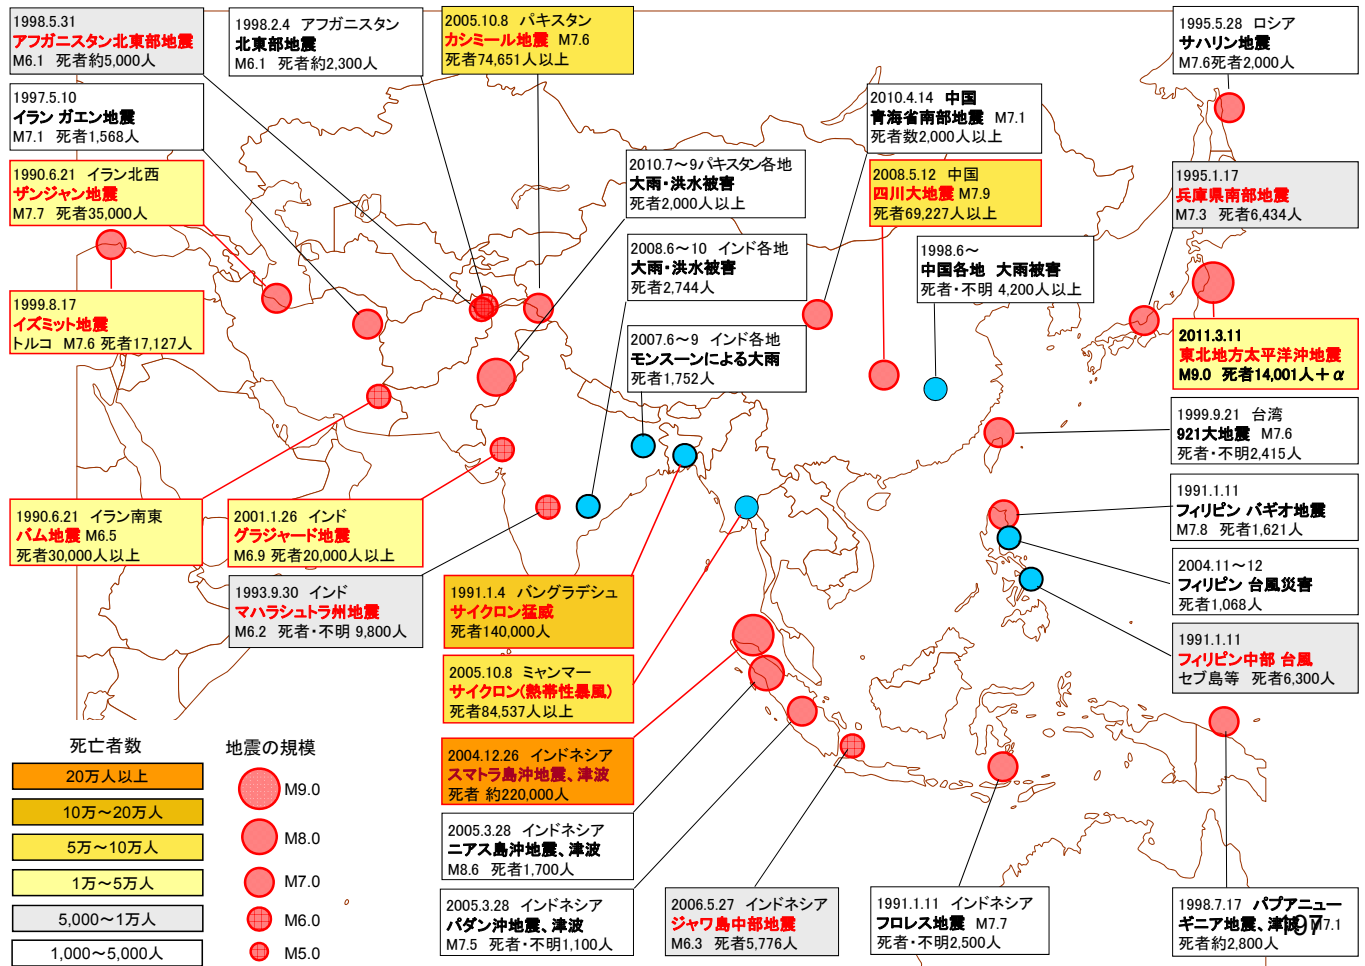 1998.5.31
アフガニスタン北東部地震
M6.1 死者約5,000人
1998.2.4 アフガニスタン
北東部地震
M6.1 死者約2,300人
2005.10.8 パキスタン
カシミール地震 M7.6
死者74,651人以上
1995.5.28 ロシア
サハリン地震
M7.6死者2,000人
1997.5.10
イラン ガエン地震
M7.1 死者1,568人
2010.4.14 中国
青海省南部地震 M7.1
死者数2,000人以上
1990.6.21 イラン北西
ザンジャン地震
M7.7 死者35,000人
2010.7～9パキスタン各地
大雨・洪水被害
死者2,000人以上
2008.5.12 中国
四川大地震 M7.9
死者69,227人以上
1995.1.17
兵庫県南部地震
M7.3 死者6,434人
2008.6～10 インド各地
大雨・洪水被害
死者2,744人
1998.6～
中国各地 大雨被害
死者・不明 4,200人以上
1999.8.17
イズミット地震
トルコ M7.6 死者17,127人
2007.6～9 インド各地
モンスーンによる大雨
死者1,752人
2011.3.11
東北地方太平洋沖地震
M9.0 死者14,001人＋α
1999.9.21 台湾
921大地震 M7.6
死者・不明2,415人
1990.6.21 イラン南東
バム地震 M6.5
死者30,000人以上
2001.1.26 インド
グラジャード地震
M6.9 死者20,000人以上
1991.1.11
フィリピン バギオ地震
M7.8 死者1,621人
2004.11～12
フィリピン 台風災害
死者1,068人
1993.9.30 インド
マハラシュトラ州地震
M6.2 死者・不明 9,800人
1991.1.4 バングラデシュ
サイクロン猛威
死者140,000人
1991.1.11
フィリピン中部 台風
セブ島等 死者6,300人
2005.10.8 ミャンマー
サイクロン(熱帯性暴風)
死者84,537人以上
2004.12.26 インドネシア
スマトラ島沖地震、津波
死者 約220,000人
2005.3.28 インドネシア
ニアス島沖地震、津波
M8.6 死者1,700人
2005.3.28 インドネシア
パダン沖地震、津波
M7.5 死者・不明1,100人
2006.5.27 インドネシア
ジャワ島中部地震
M6.3 死者5,776人
1991.1.11 インドネシア
フロレス地震 M7.7
死者・不明2,500人
1998.7.17 パプアニュー
ギニア地震、津波 M7.1
死者約2,800人
197
死亡者数
20万人以上
10万～20万人
5万～10万人
1万～5万人
5,000～1万人
1,000～5,000人
地震の規模
M9.0
M8.0
M7.0
M6.0
M5.0